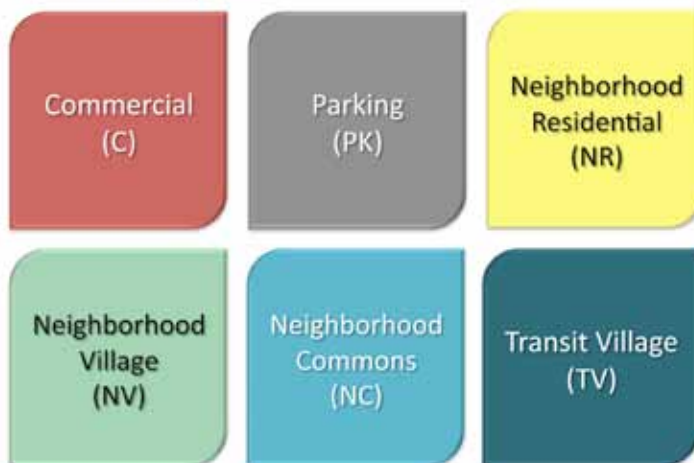 Commercial
(C)
Parking
(PK)
Neighborhood
Residential
(NR)
Neighborhood
Village
(NV)
Neighborhood
Commons
(NC)
Transit Village
(TV)